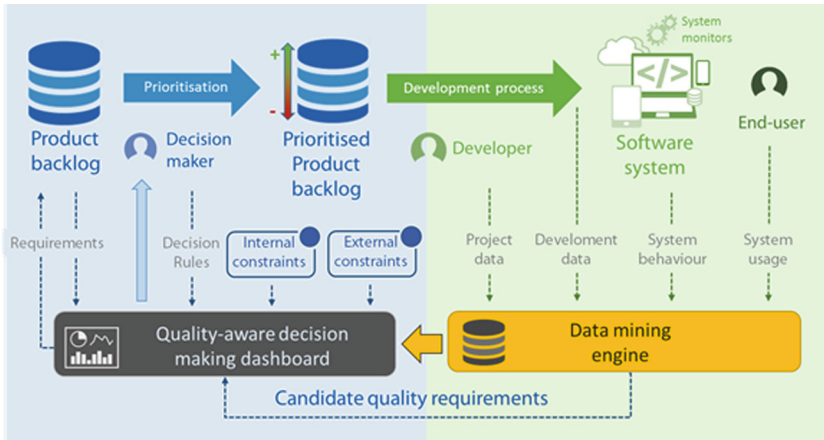 System
monitors
Prioritisation
+
-
Development process
</>
Product
backlog
Decision
maker
Prioritised
Product
backlog
Developer
Software
system
End-user
Requirements
Decision
Rules
Internal
constraints
External
constraints
Project
data
Develoment
data
System
behaviour
System
usage
Quality-aware decision
making dashboard
Data mining
engine
Candidate quality requirements